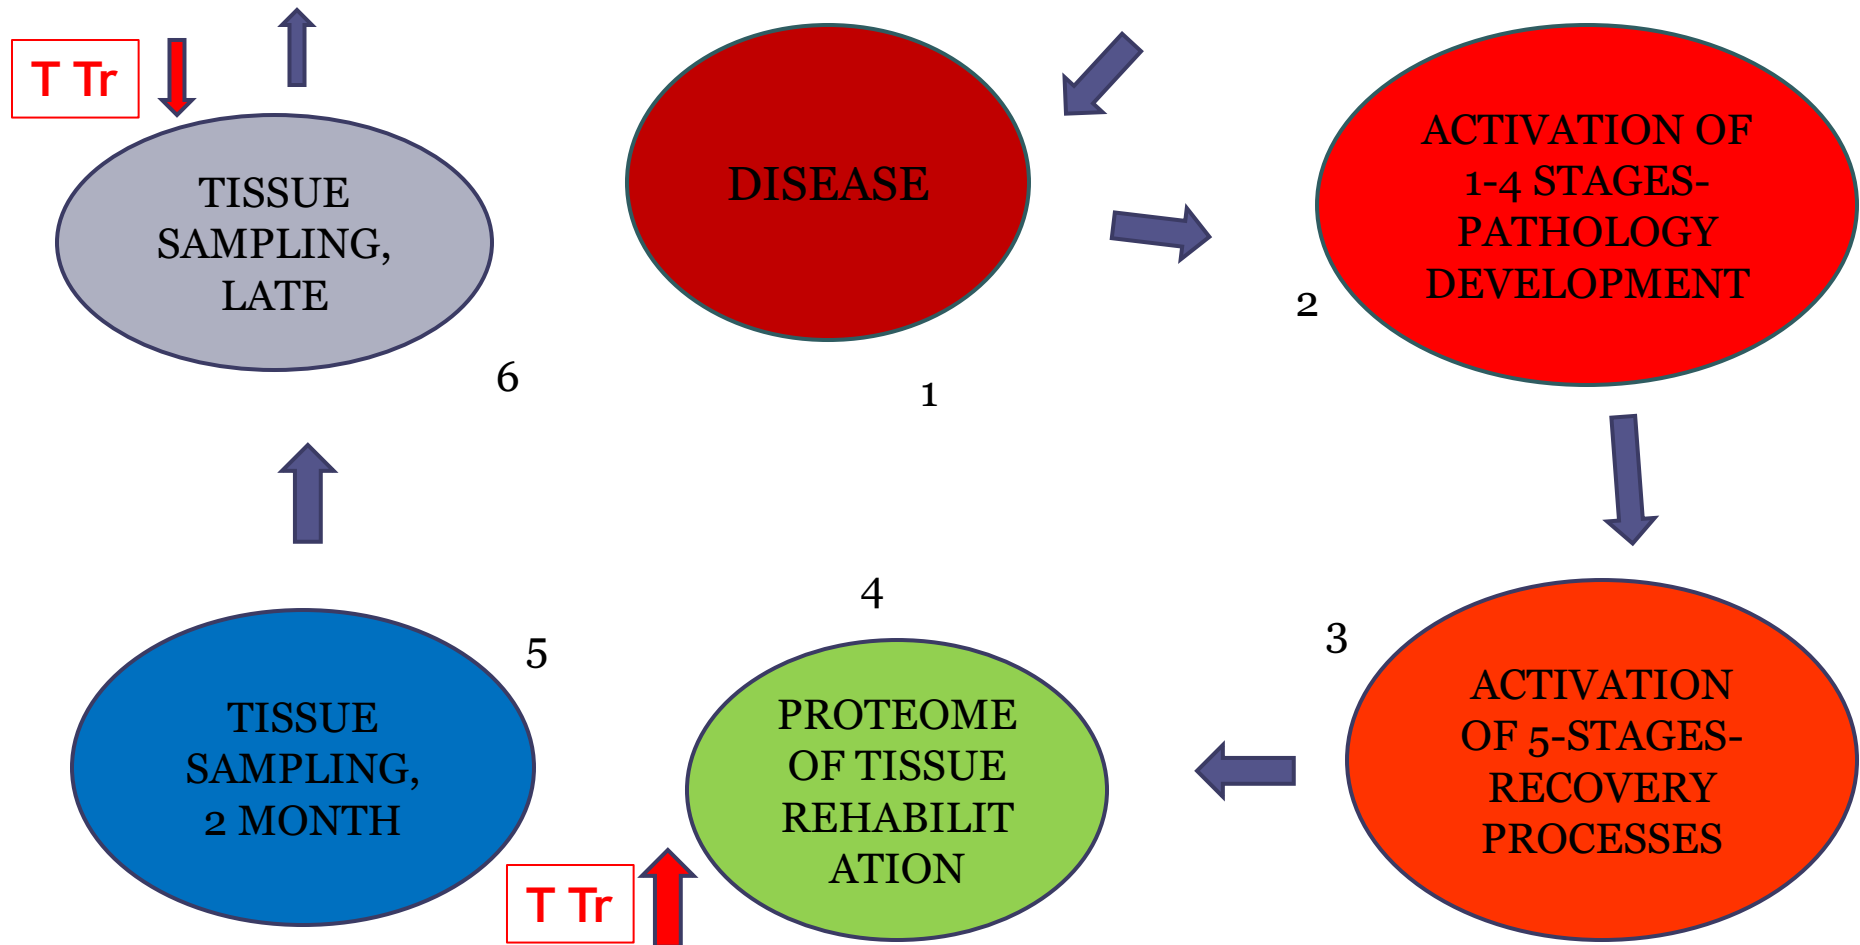 T Tr
TISSUE
SAMPLING,
LATE
6
DISEASE
1
ACTIVATION OF
1-4 STAGES-
PATHOLOGY
DEVELOPMENT
2
3
ACTIVATION
OF 5-STAGES-
RECOVERY
PROCESSES
4
PROTEOME
OF TISSUE
REHABILIT
ATION
T Tr
5
TISSUE
SAMPLING,
2 MONTH